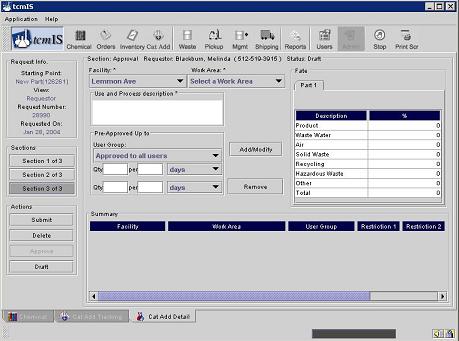 tcmIS
Application Help
tcmIS Chemical Orders Inventory Cat Add Waste Pickup Mgmt Shipping Reports Users Admin Stop Print Scr
Request Info.
Starting Point:
New Part(126261)
View:
Requestor
Request Number:
28990
Requested On:
Jan 28, 2004
Sections
Section 1 of 3
Section 2 of 3
Section 3 of 3
Actions
Submit
Delete
Approve
Draft
Section: Approval Requestor: Blackburn, Melinda ( 512-519-3915 ) Status: Draft
Facility: * Work Area: *
Lemmon Ave Select a Work Area
Use and Process description *
Pre-Approved Up to
User Group:
Approved to all users
Qty per days
Qty per days
Add/Modify
Remove
Fate
Part 1
Description %
Product 0
Waste Water 0
Air 0
Solid Waste 0
Recycling 0
Hazardous Waste 0
Other 0
Total 0
Summary
Facility Work Area User Group Restriction 1 Restriction 2
Chemical Cat Add Tracking Cat Add Detail